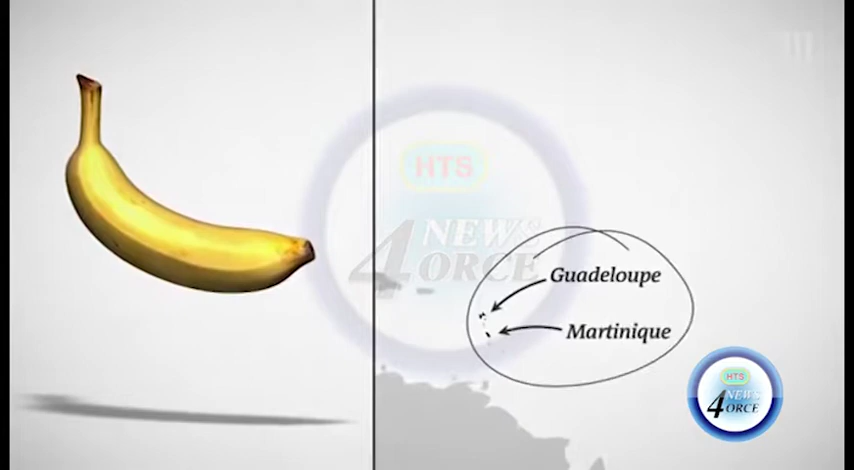 HTS
NEWS
4ORCE
Guadeloupe
Martinique
HTS
NEWS
4ORCE